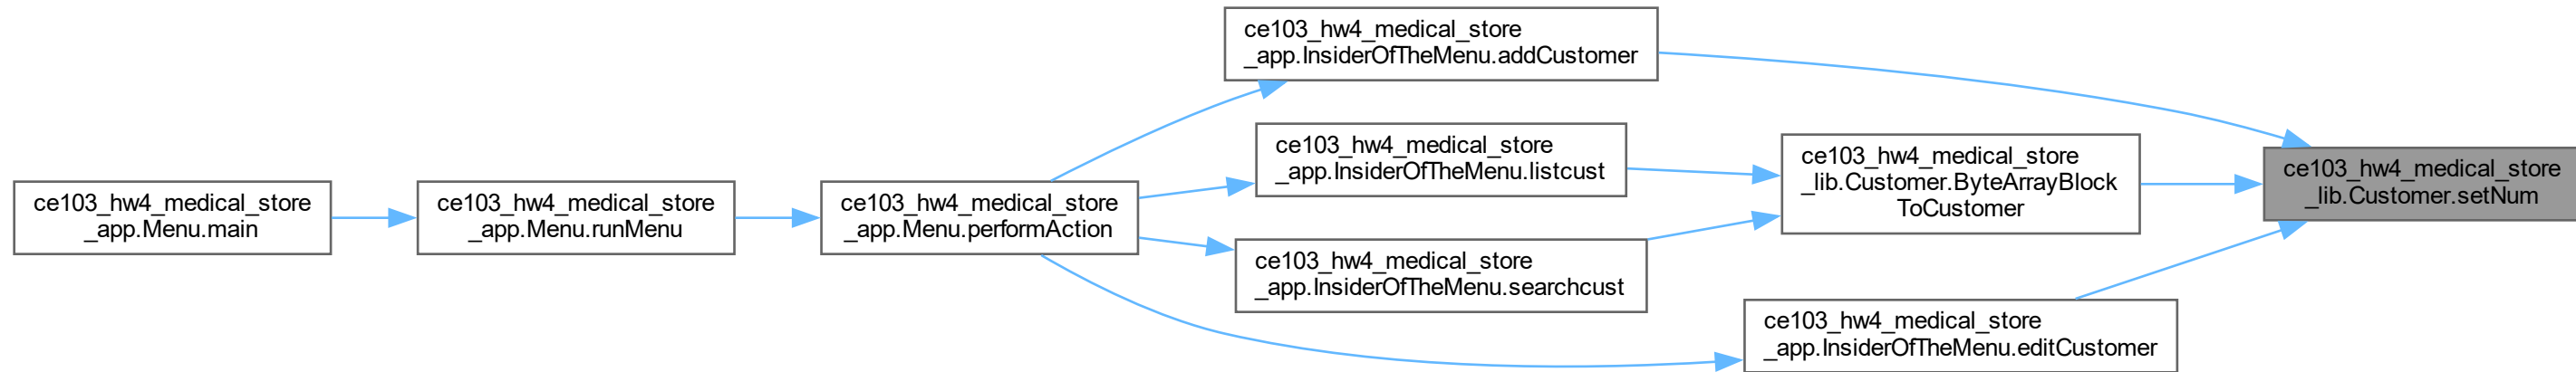 ce103_hw4_medical_store
_app.Menu.main
ce103_hw4_medical_store
_app.Menu.runMenu
ce103_hw4_medical_store
_app.Menu.performAction
ce103_hw4_medical_store
_app.InsiderOfTheMenu.addCustomer
ce103_hw4_medical_store
_app.InsiderOfTheMenu.listcust
ce103_hw4_medical_store
_app.InsiderOfTheMenu.searchcust
ce103_hw4_medical_store
_lib.Customer.ByteArrayBlock
ToCustomer
ce103_hw4_medical_store
_app.InsiderOfTheMenu.editCustomer
ce103_hw4_medical_store
_lib.Customer.setNum